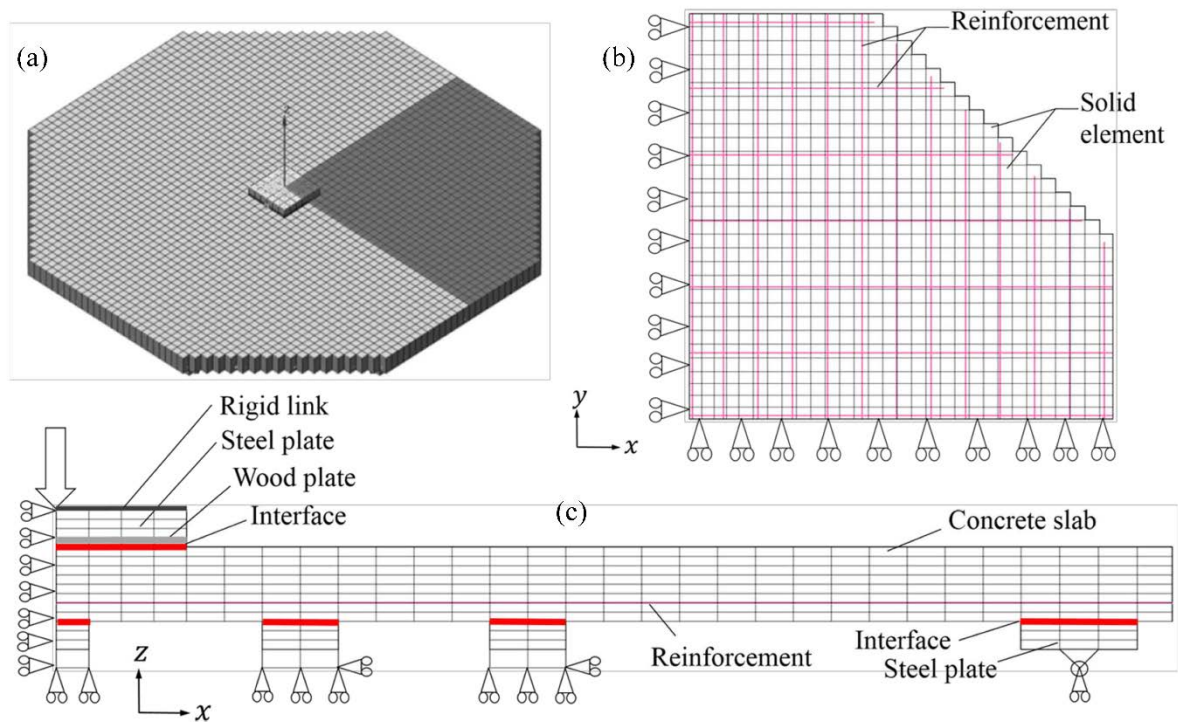 (a)
(b)
Reinforcement
Solid
element
y
x
Rigid link
Steel plate
Wood plate
Interface
(c)
Concrete slab
Reinforcement
Interface
Steel plate
z
x